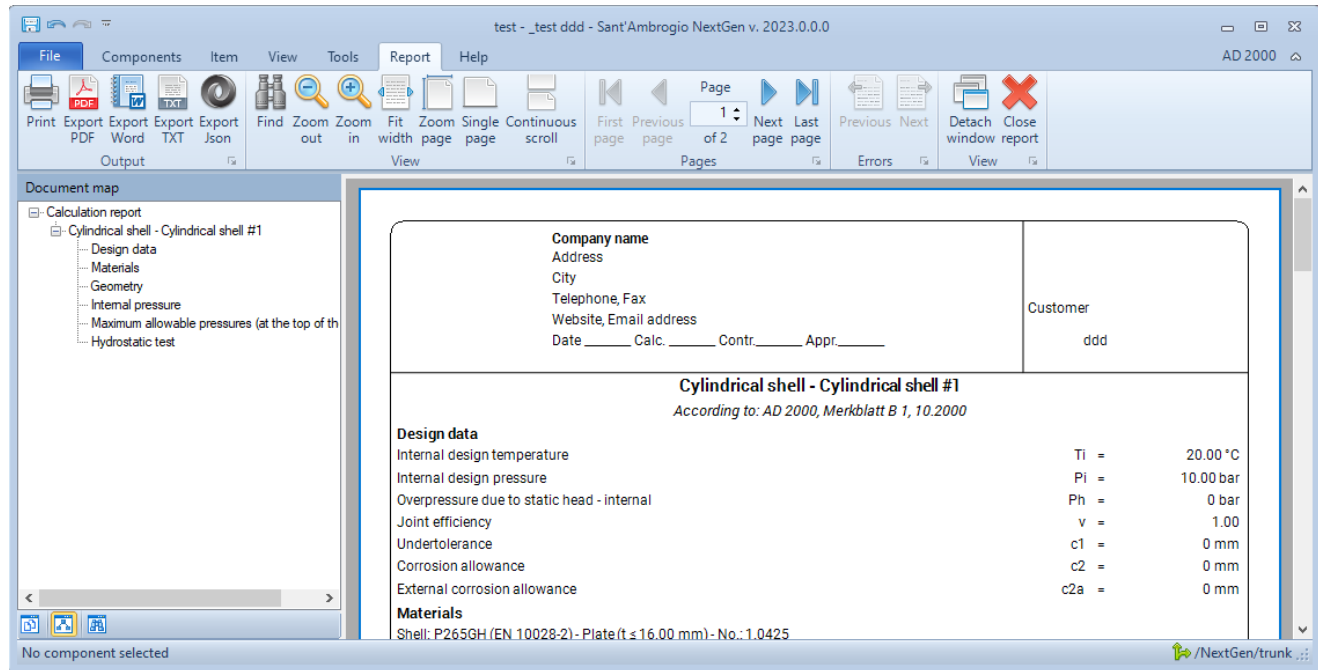 test - _test ddd - Sant'Ambrogio NextGen v. 2023.0.0.0
File Components Item View Tools Report Help AD 2000
Print Export PDF Export Word Export TXT Export Json Find Zoom out Zoom in Fit width Zoom page Single page Continuous scroll First page Previous page Page 1 of 2 Next page Last page Previous Next Detach window Close report
Output View Pages Errors View
Document map
Calculation report
Cylindrical shell - Cylindrical shell #1
Design data
Materials
Geometry
Internal pressure
Maximum allowable pressures (at the top of th
Hydrostatic test
Company name
Address
City
Telephone, Fax
Website, Email address
Date ______ Calc. ______ Contr.______ Appr.______
Customer
ddd
Cylindrical shell - Cylindrical shell #1
According to: AD 2000, Merkblatt B 1, 10.2000
Design data
Internal design temperature Ti = 20.00 °C
Internal design pressure Pi = 10.00 bar
Overpressure due to static head - internal Ph = 0 bar
Joint efficiency v = 1.00
Undertolerance c1 = 0 mm
Corrosion allowance c2 = 0 mm
External corrosion allowance c2a = 0 mm
Materials
Shell: P265GH (EN 10028-2) - Plate (t ≤ 16.00 mm) - No.: 1.0425
No component selected /NextGen/trunk